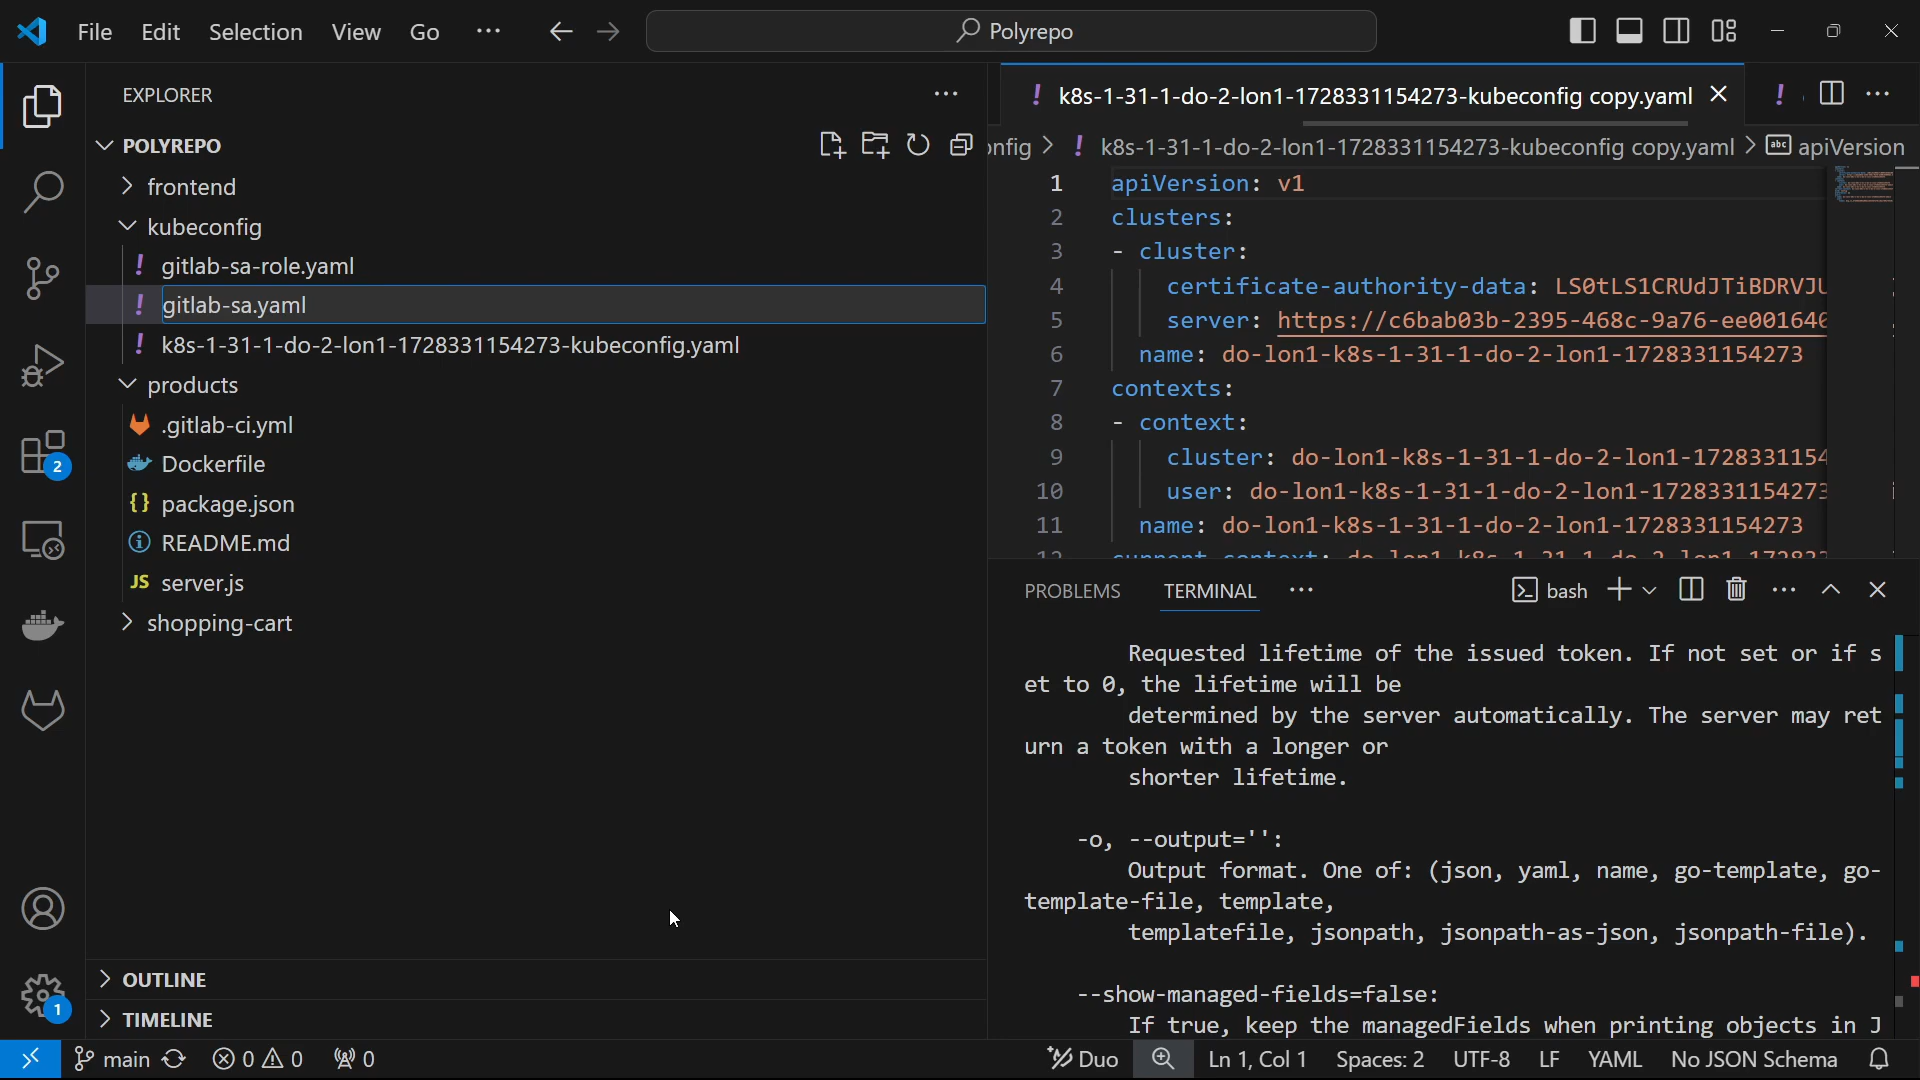 File Edit Selection View Go ··· Polyrepo
EXPLORER
POLYREPO
frontend
kubeconfig
! gitlab-sa-role.yaml
! gitlab-sa.yaml
! k8s-1-31-1-do-2-lon1-1728331154273-kubeconfig.yaml
products
.gitlab-ci.yml
Dockerfile
{} package.json
README.md
JS server.js
shopping-cart
OUTLINE
TIMELINE
2
1
! k8s-1-31-1-do-2-lon1-1728331154273-kubeconfig copy.yaml !
onfig > ! k8s-1-31-1-do-2-lon1-1728331154273-kubeconfig copy.yaml > abc apiVersion
1 apiVersion: v1
2 clusters:
3 - cluster:
4 certificate-authority-data: LS0tLS1CRUdJTiBDRVJU
5 server: https://c6bab03b-2395-468c-9a76-ee001640
6 name: do-lon1-k8s-1-31-1-do-2-lon1-1728331154273
7 contexts:
8 - context:
9 cluster: do-lon1-k8s-1-31-1-do-2-lon1-1728331154
10 user: do-lon1-k8s-1-31-1-do-2-lon1-1728331154273
11 name: do-lon1-k8s-1-31-1-do-2-lon1-1728331154273
PROBLEMS TERMINAL ··· bash
Requested lifetime of the issued token. If not set or if s
et to 0, the lifetime will be
determined by the server automatically. The server may ret
urn a token with a longer or
shorter lifetime.
-o, --output='':
Output format. One of: (json, yaml, name, go-template, go-
template-file, template,
templatefile, jsonpath, jsonpath-as-json, jsonpath-file).
--show-managed-fields=false:
If true, keep the managedFields when printing objects in J
main 0 0 0 Duo Ln 1, Col 1 Spaces: 2 UTF-8 LF YAML No JSON Schema